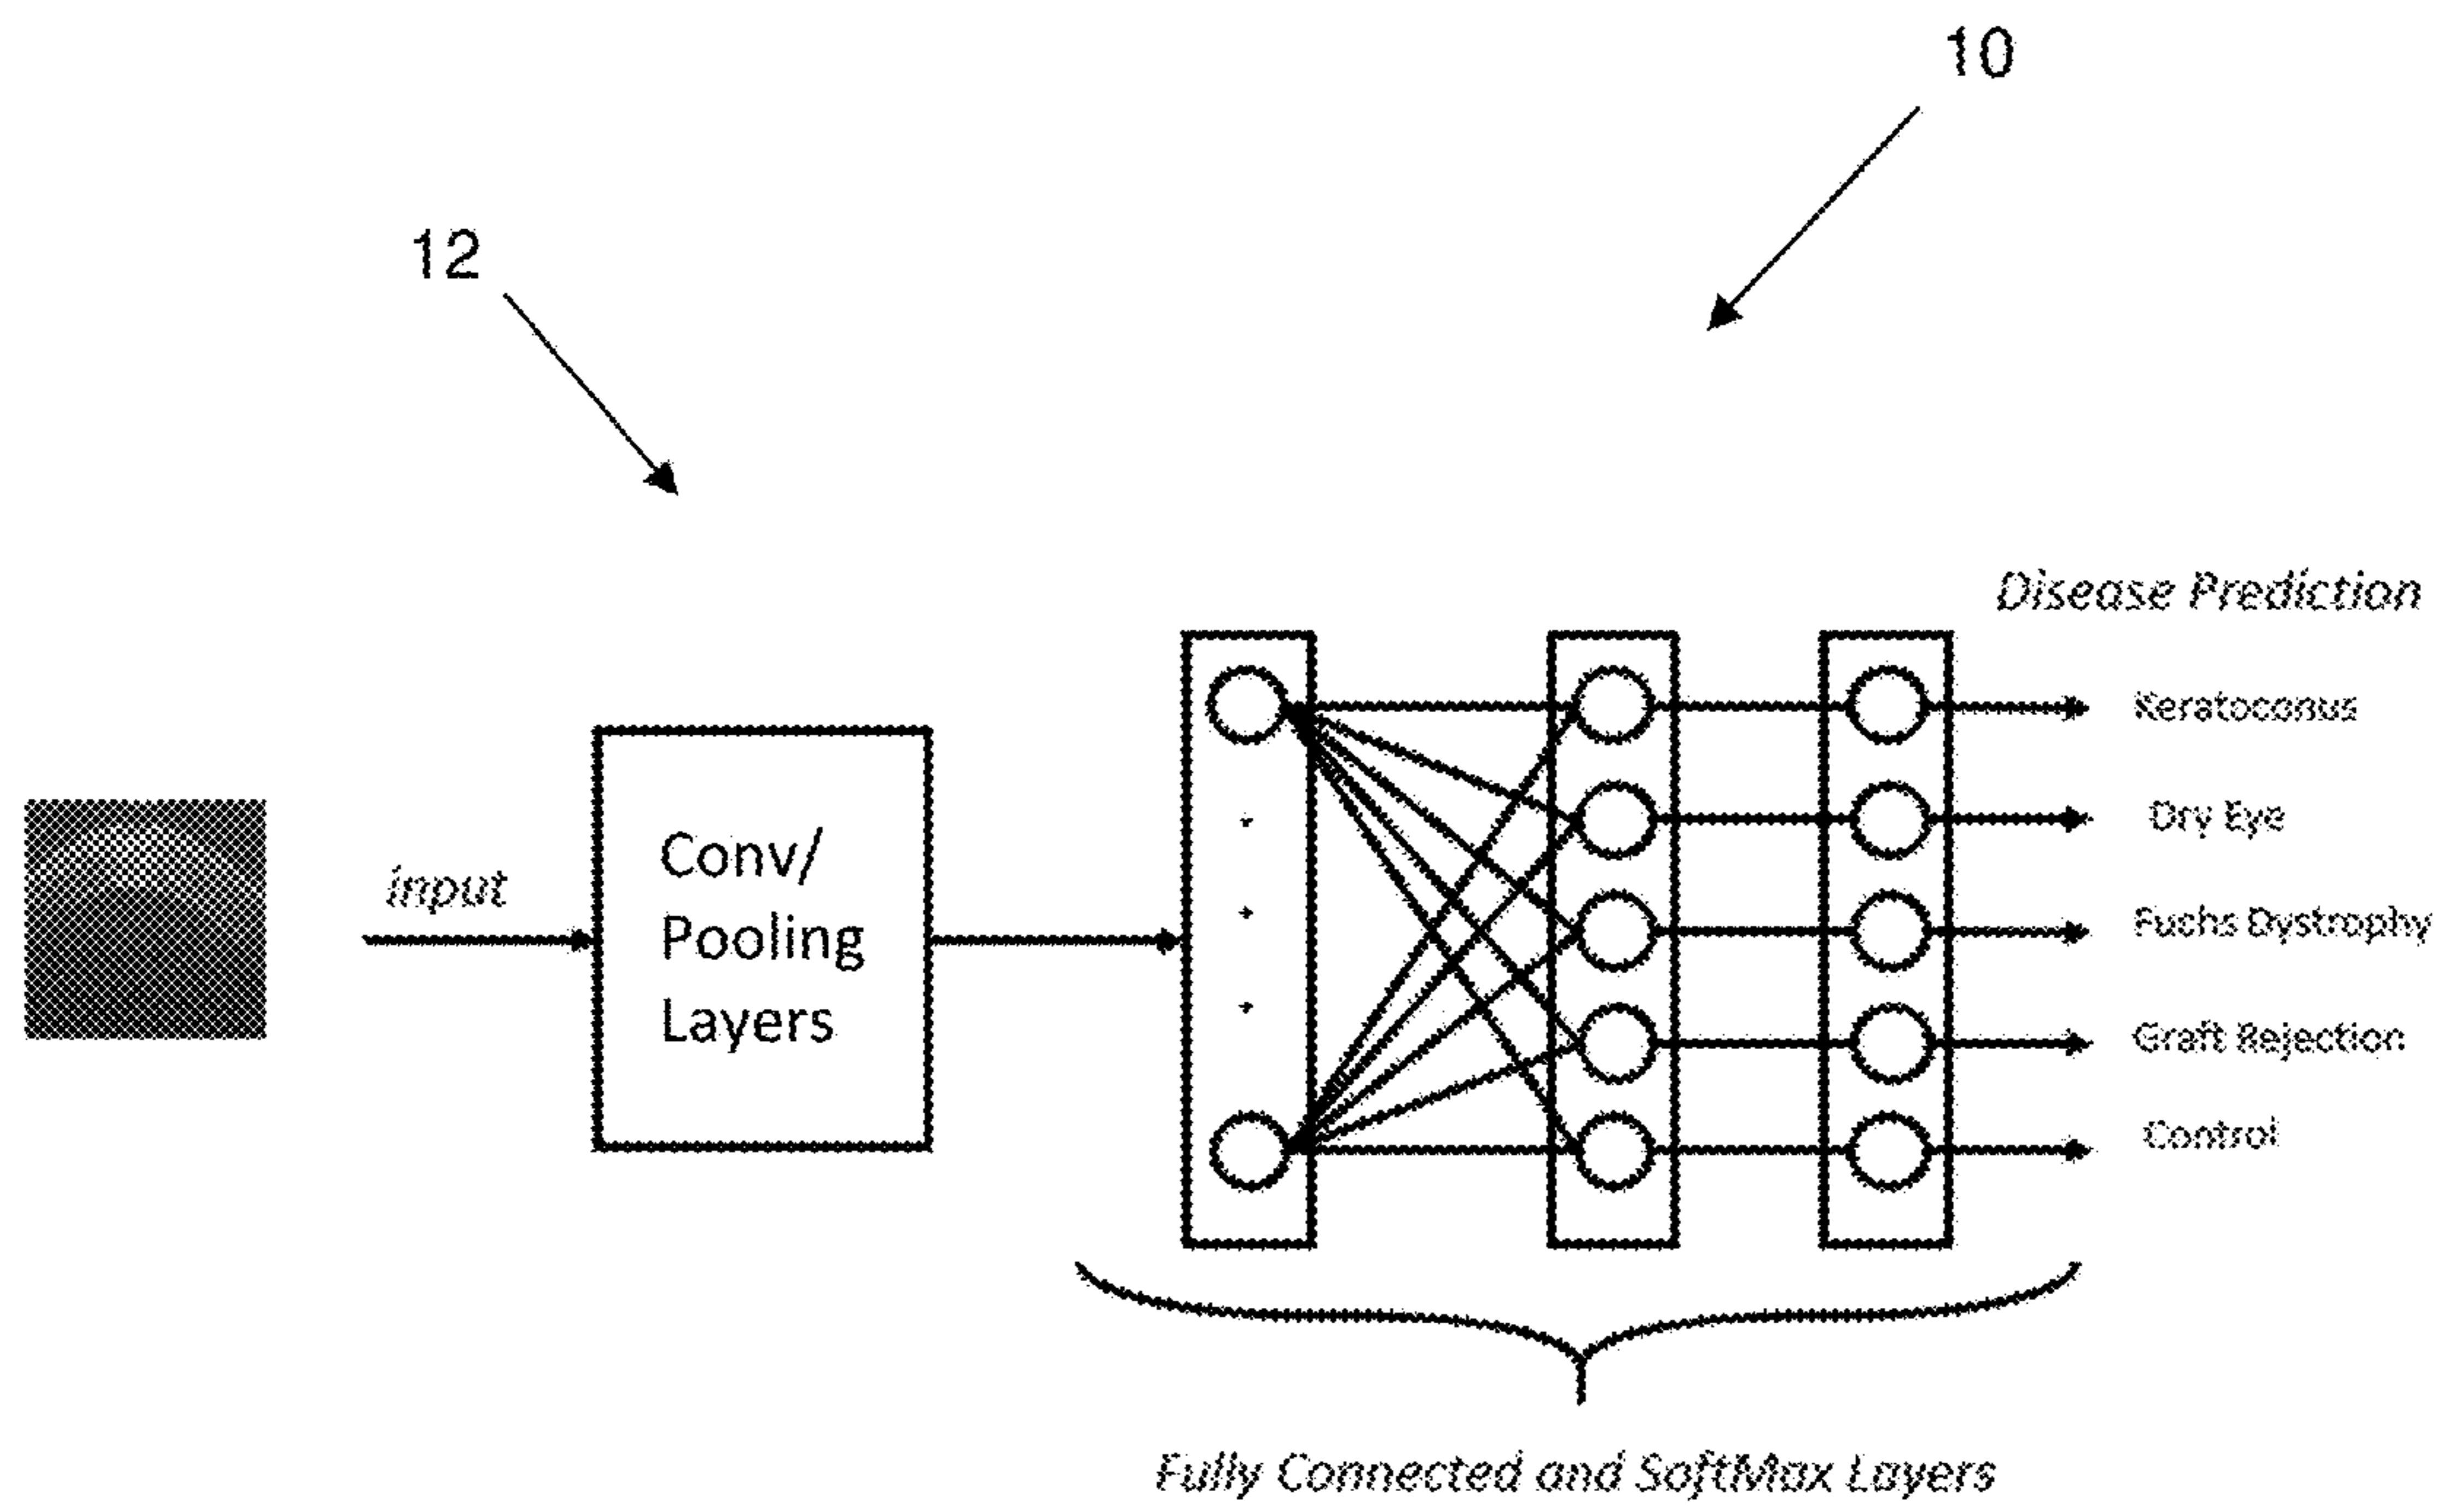 10
12
Disease Prediction
Keratoconus
input
Conv/
Pooling
Layers
Dry Eye
Fuchs Dystrophy
Graft Rejection
Control
Fully Connected and SoftMax Layers